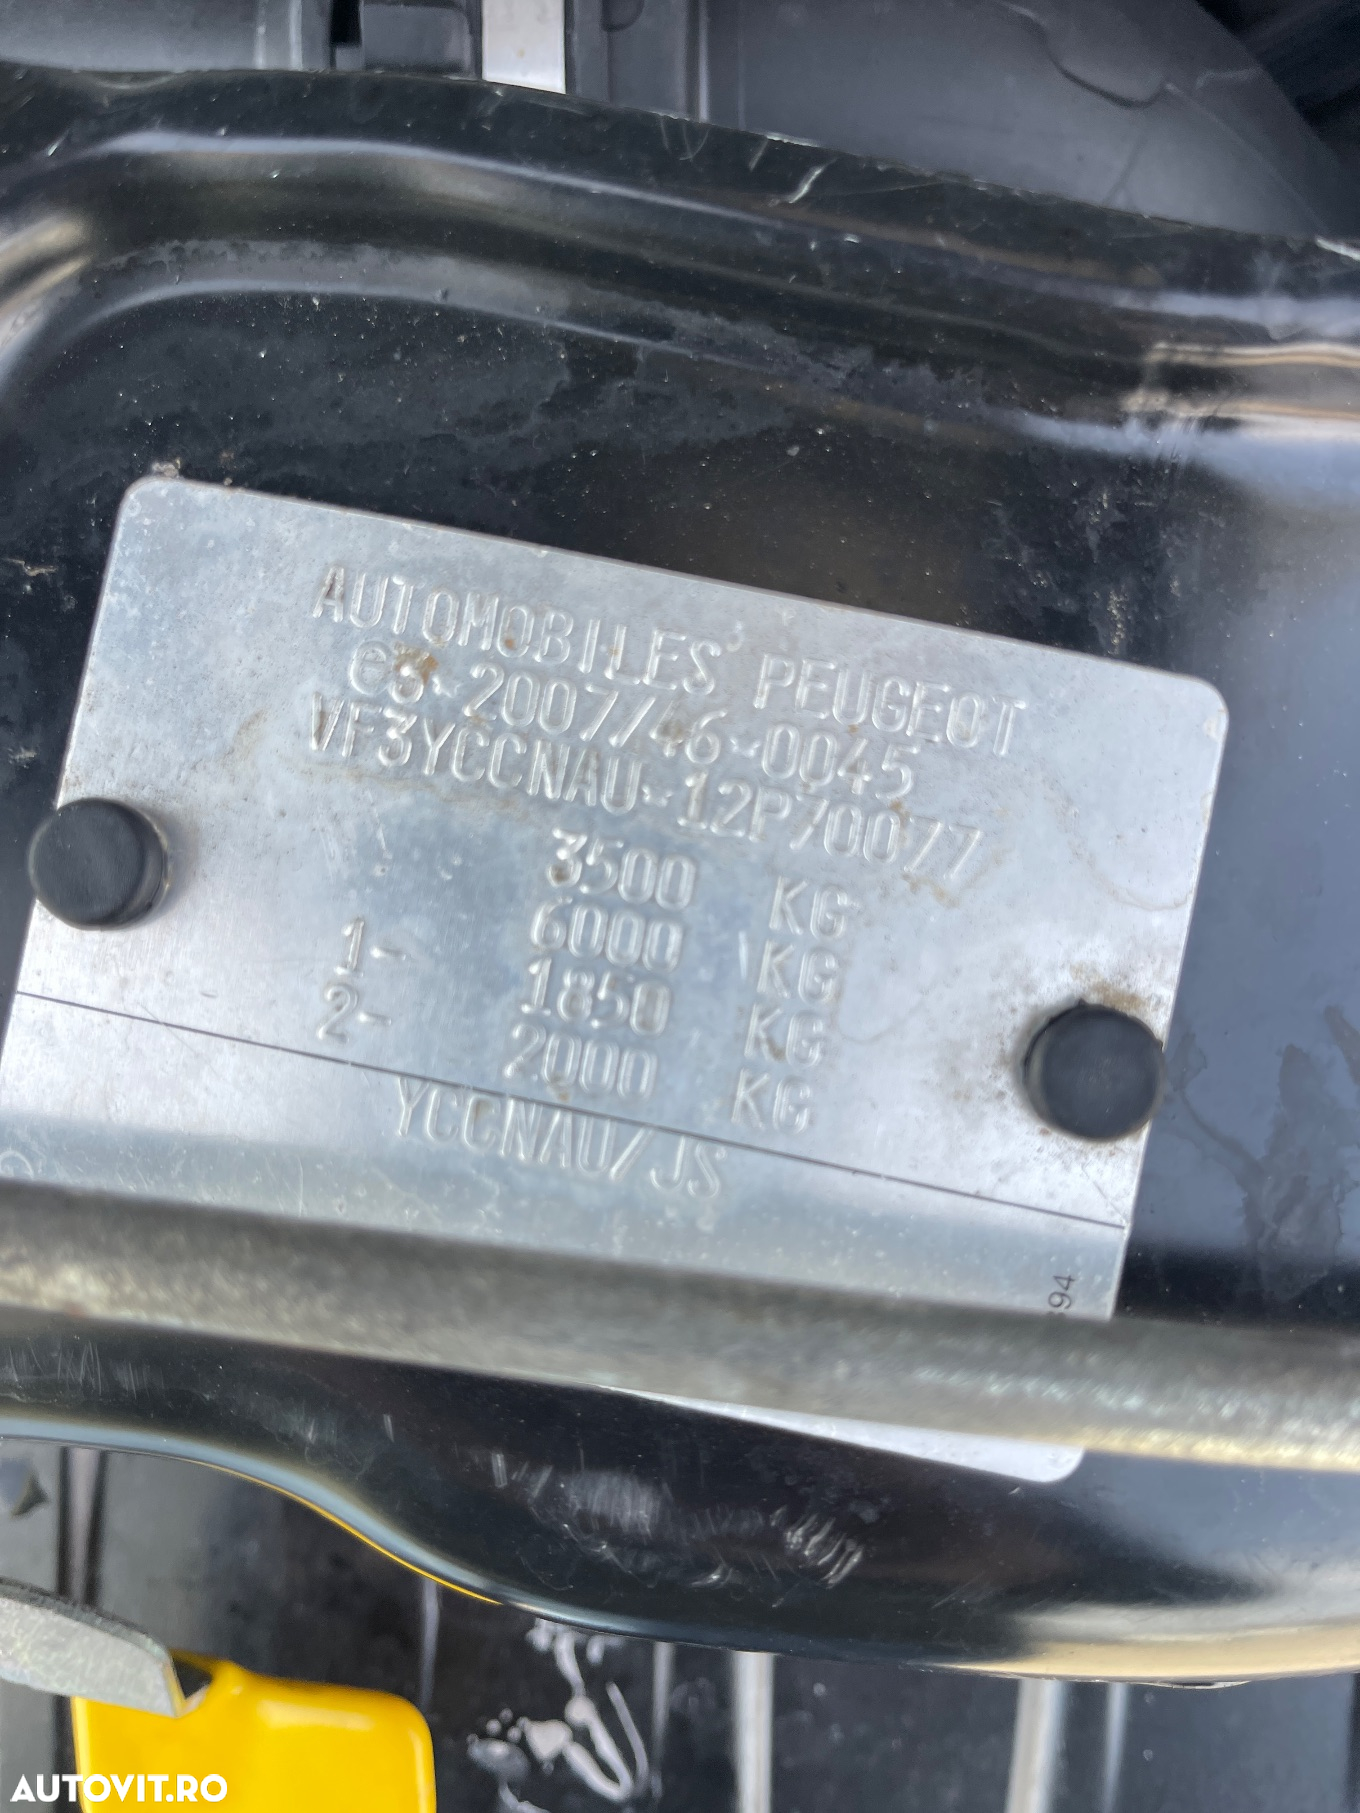 AUTOMOBILES PEUGEOT
e3*2007/46*0045
VF3YCCNAU*12P70077
3500 KG
6000 KG
1- 1850 KG
2- 2000 KG
YCCNAU/JS
AUTOVIT.RO